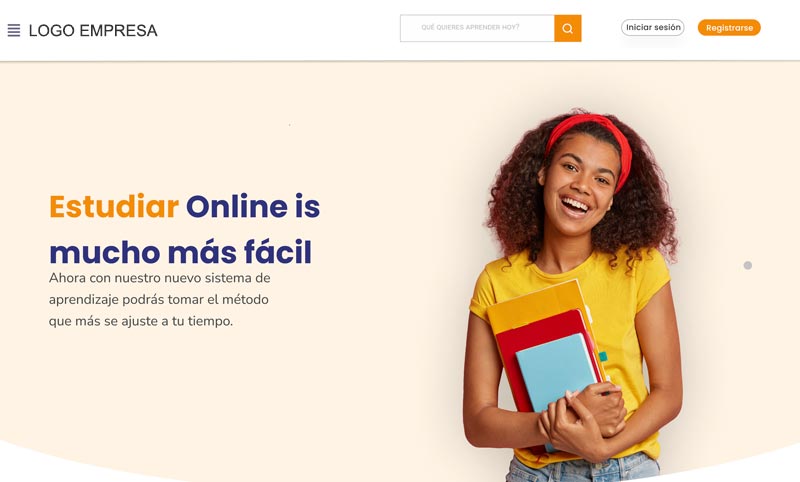 LOGO EMPRESA
QUÉ QUIERES APRENDER HOY?
Iniciar sesión
Registrarse
Estudiar Online is
mucho más fácil
Ahora con nuestro nuevo sistema de
aprendizaje podrás tomar el método
que más se ajuste a tu tiempo.